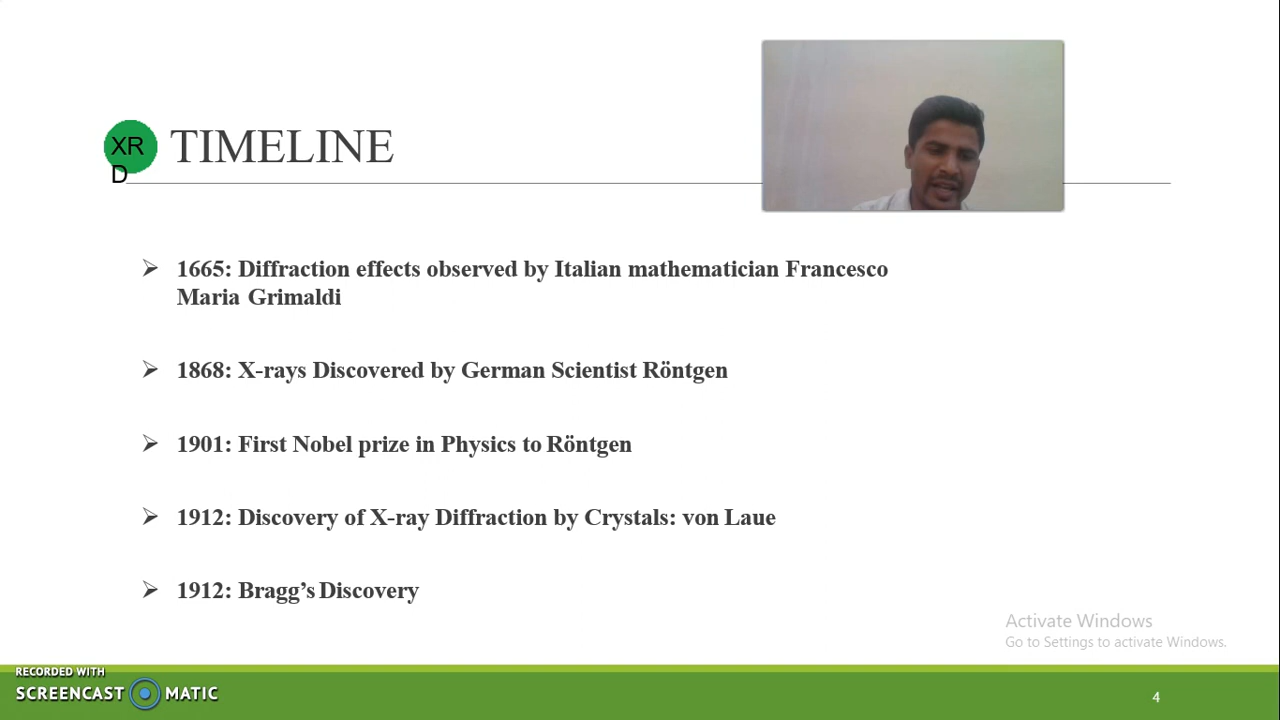 XR
D
TIMELINE
➢ 1665: Diffraction effects observed by Italian mathematician Francesco
Maria Grimaldi
➢ 1868: X-rays Discovered by German Scientist Röntgen
➢ 1901: First Nobel prize in Physics to Röntgen
➢ 1912: Discovery of X-ray Diffraction by Crystals: von Laue
➢ 1912: Bragg’s Discovery
Activate Windows
Go to Settings to activate Windows.
RECORDED WITH
SCREENCAST MATIC
4